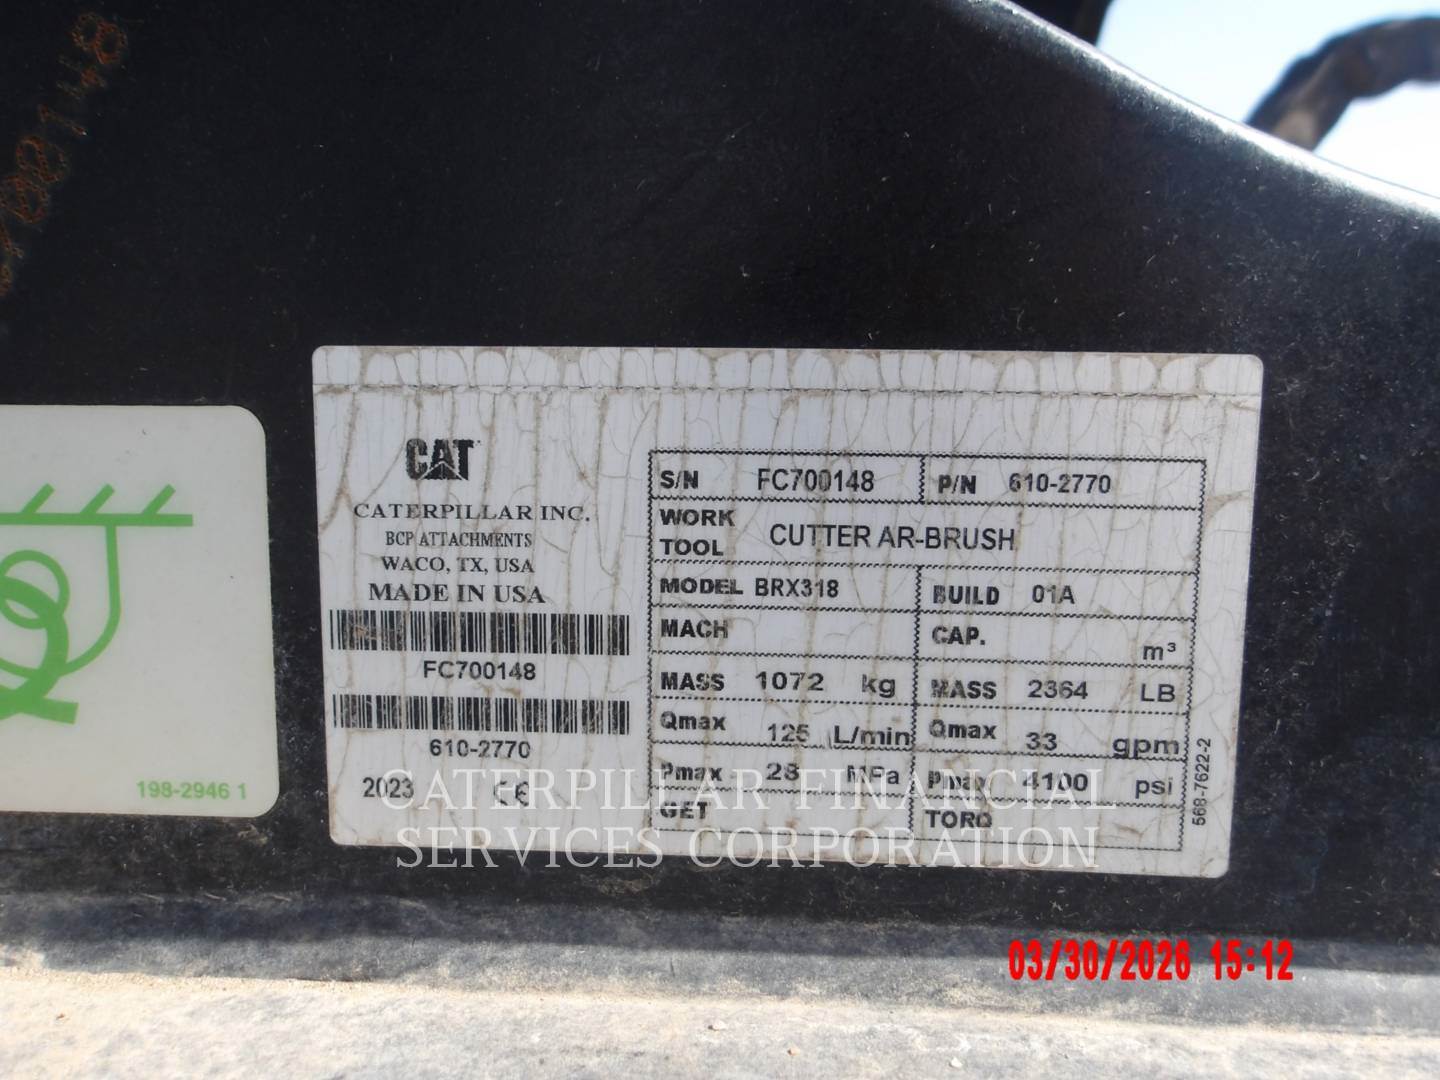 00148
CAT
CATERPILLAR INC.
BCP ATTACHMENTS
WACO, TX, USA
MADE IN USA
FC700148
610-2770
2023 CE
S/N FC700148 P/N 610-2770
WORK TOOL CUTTER AR-BRUSH
MODEL BRX318 BUILD 01A
MACH CAP. m³
MASS 1072 kg MASS 2364 LB
Qmax 125 L/min Qmax 33 gpm
Pmax 28 MPa Pmax 4100 psi
GET TORQ
568-7622-2
198-2946 1
CATERPILLAR FINANCIAL
SERVICES CORPORATION
03/30/2026 15:12